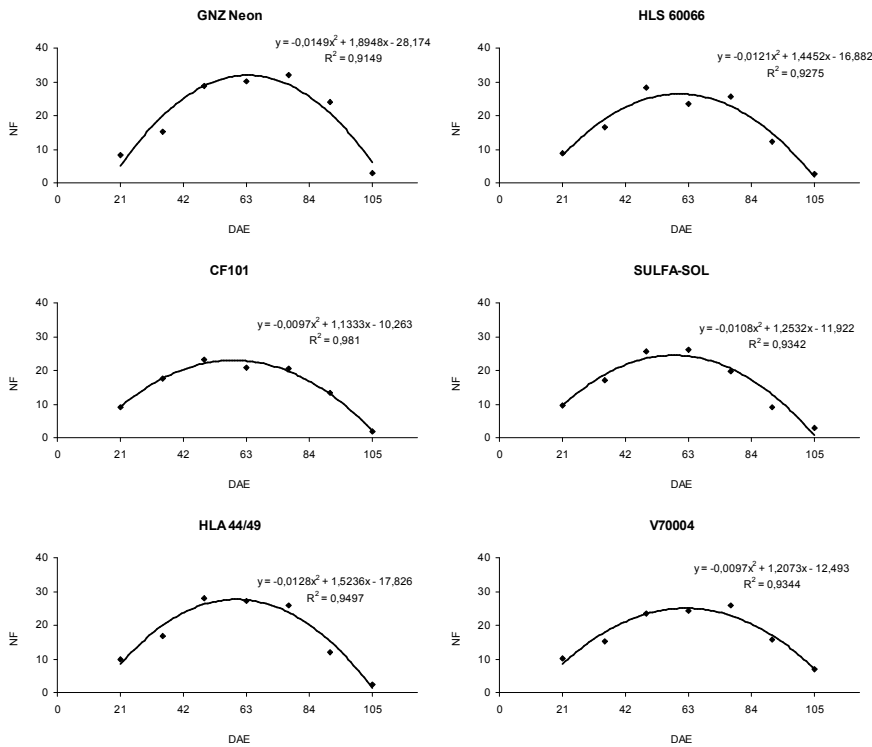 GNZ Neon
y = -0,0149x² + 1,8948x - 28,174
R² = 0,9149
40
30
20
10
0
NF
0 21 42 63 84 105
DAE
HLS 60066
y = -0,0121x² + 1,4452x - 16,882
R² = 0,9275
40
30
20
10
0
NF
0 21 42 63 84 105
DAE
CF101
y = -0,0097x² + 1,1333x - 10,263
R² = 0,981
40
30
20
10
0
NF
0 21 42 63 84 105
DAE
SULFA-SOL
y = -0,0108x² + 1,2532x - 11,922
R² = 0,9342
40
30
20
10
0
NF
0 21 42 63 84 105
DAE
HLA 44/49
y = -0,0128x² + 1,5236x - 17,826
R² = 0,9497
40
30
20
10
0
NF
0 21 42 63 84 105
DAE
V70004
y = -0,0097x² + 1,2073x - 12,493
R² = 0,9344
40
30
20
10
0
NF
0 21 42 63 84 105
DAE